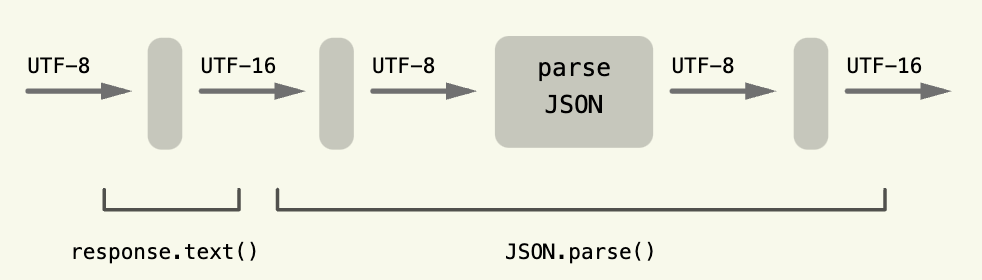 UTF-8
UTF-16
UTF-8
parse
JSON
UTF-8
UTF-16
response.text()
JSON.parse()